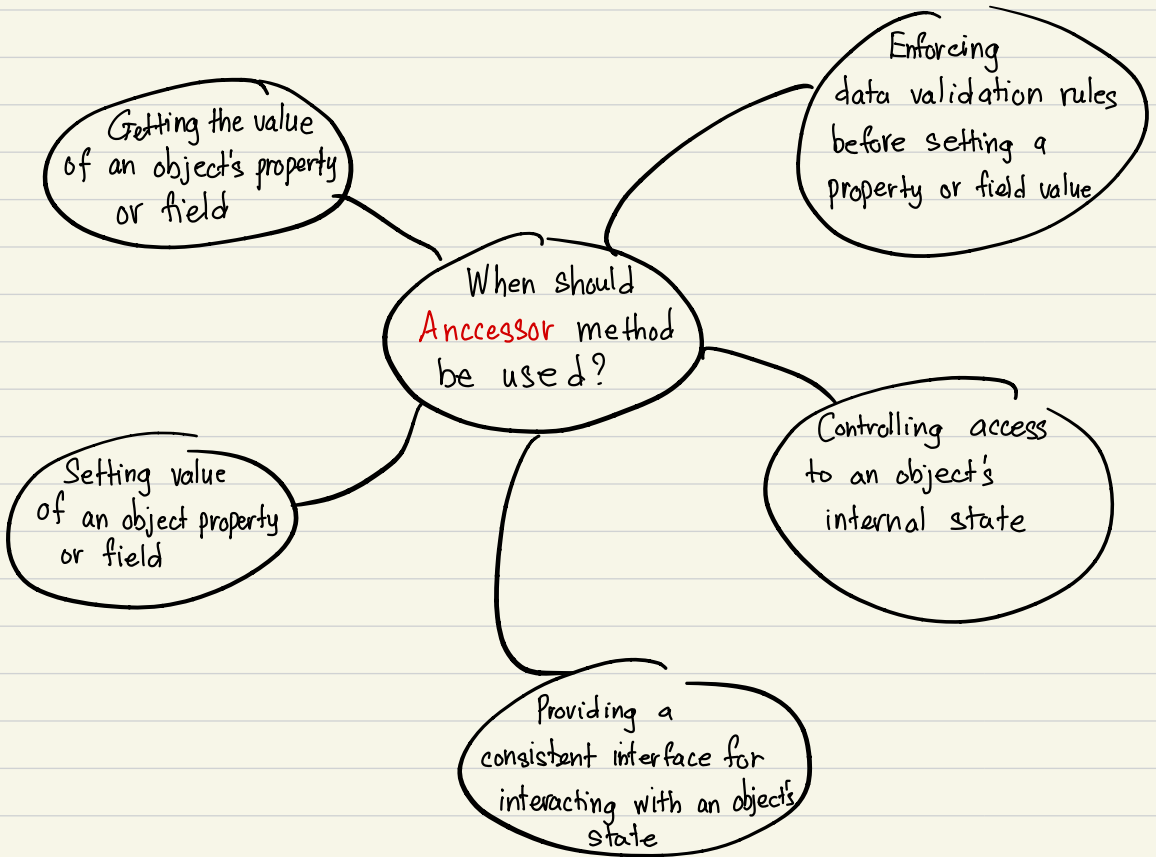 Getting the value
of an object's property
or field
Enforcing
data validation rules
before setting a
property or field value
When should
Anccessor method
be used?
Setting value
of an object property
or field
Controlling access
to an object's
internal state
Providing a
consistent interface for
interacting with an object's
state